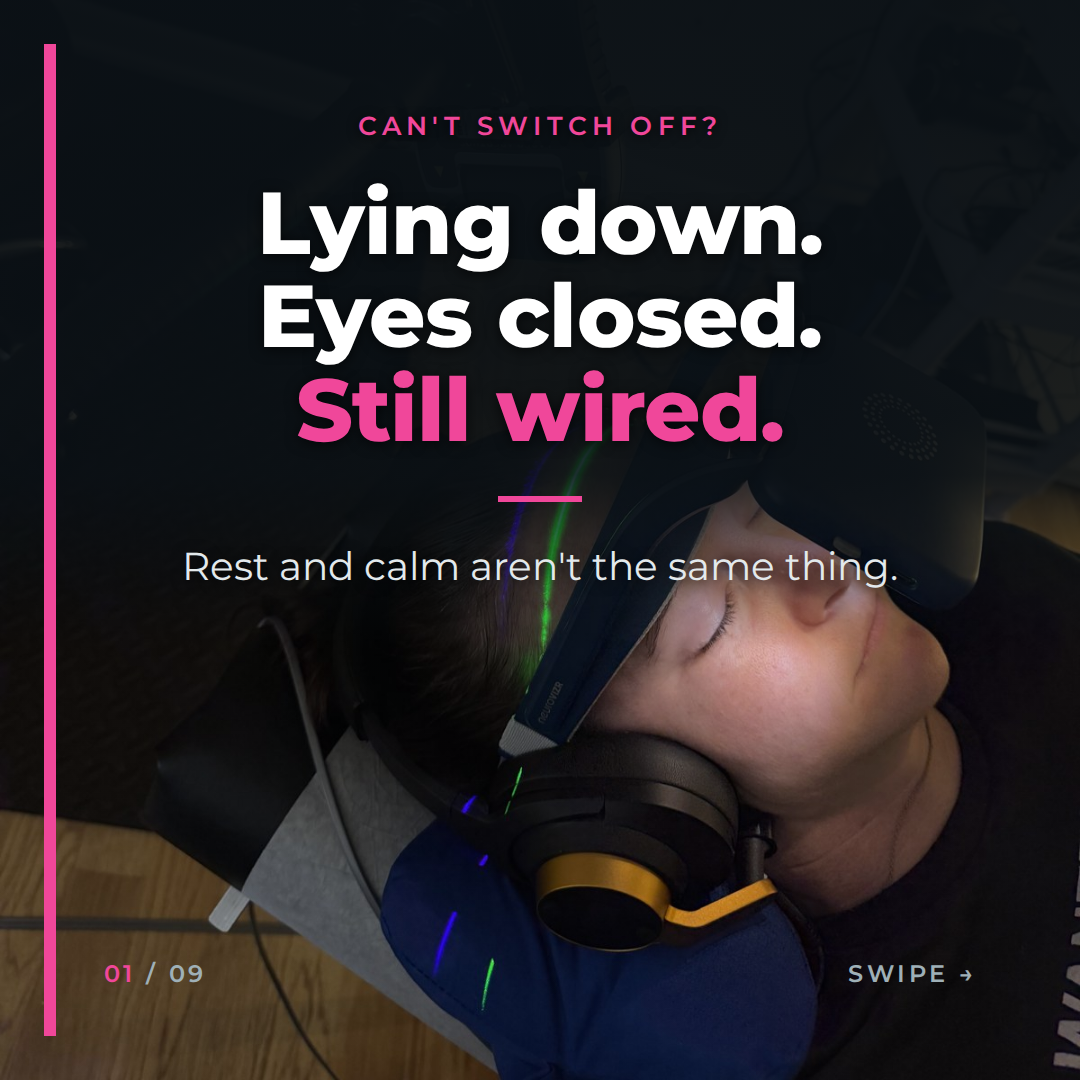 CAN'T SWITCH OFF?
Lying down.
Eyes closed.
Still wired.
Rest and calm aren't the same thing.
neuroVIZR
01 / 09
SWIPE →